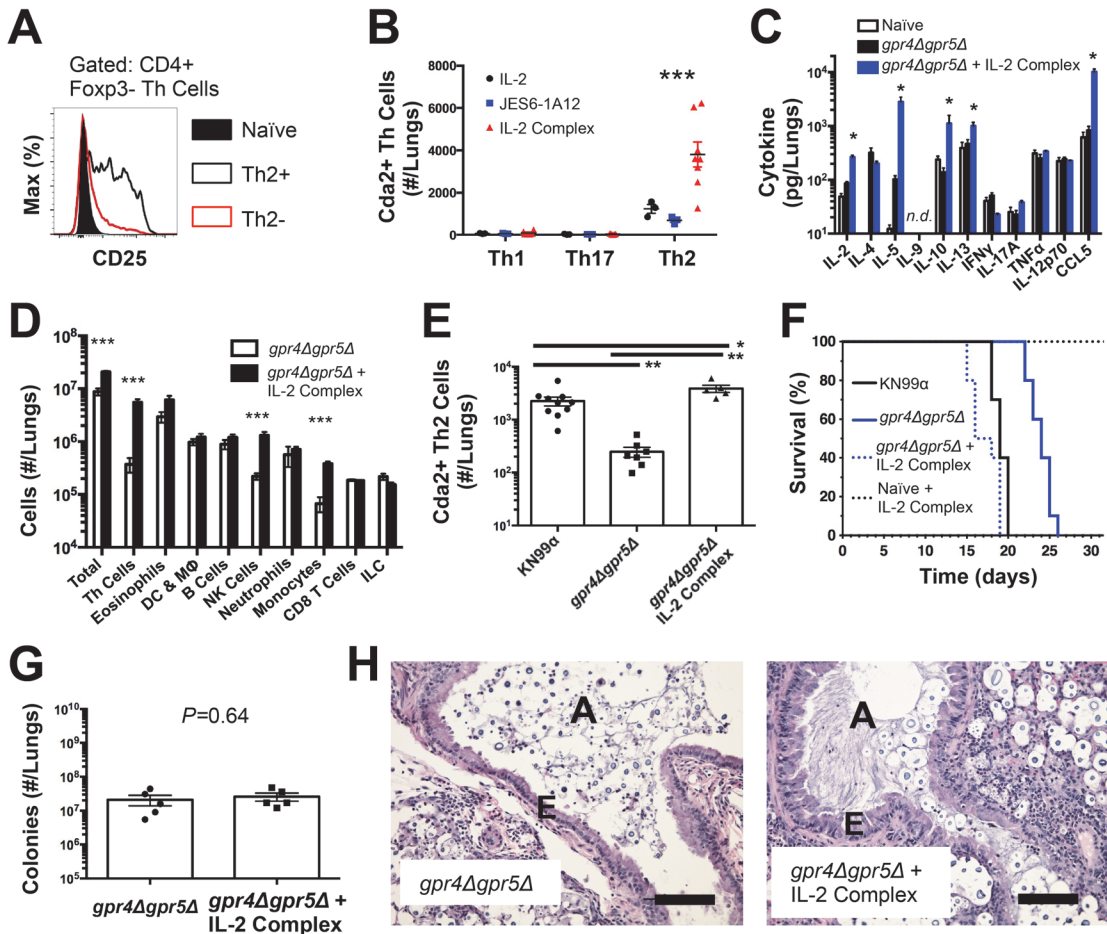 A
Gated: CD4+
Foxp3- Th Cells
Max (%)
CD25
Naïve
Th2+
Th2-
B
Cda2+ Th Cells
(#/Lungs)
8000
6000
4000
2000
0
IL-2
JES6-1A12
IL-2 Complex
***
Th1
Th17
Th2
C
Naïve
gpr4Δgpr5Δ
gpr4Δgpr5Δ + IL-2 Complex
Cytokine
(pg/Lungs)
10⁴
10³
10²
10¹
*
*
n.d.
*
*
*
IL-2
IL-4
IL-5
IL-9
IL-10
IL-13
IFNγ
IL-17A
TNFα
IL-12p70
CCL5
D
Cells (#/Lungs)
10⁸
10⁷
10⁶
10⁵
10⁴
gpr4Δgpr5Δ
gpr4Δgpr5Δ +
IL-2 Complex
***
***
***
***
Total
Th Cells
Eosinophils
DC & MΦ
B Cells
NK Cells
Neutrophils
Monocytes
CD8 T Cells
ILC
E
Cda2+ Th2 Cells
(#/Lungs)
10⁴
10³
10²
10¹
*
**
**
KN99α
gpr4Δgpr5Δ
gpr4Δgpr5Δ
IL-2 Complex
F
Survival (%)
100
80
60
40
20
0
KN99α
gpr4Δgpr5Δ
gpr4Δgpr5Δ +
IL-2 Complex
Naïve +
IL-2 Complex
0
10
20
30
Time (days)
G
Colonies (#/Lungs)
10¹⁰
10⁹
10⁸
10⁷
10⁶
10⁵
P=0.64
gpr4Δgpr5Δ
gpr4Δgpr5Δ +
IL-2 Complex
H
A
E
gpr4Δgpr5Δ
A
E
gpr4Δgpr5Δ +
IL-2 Complex